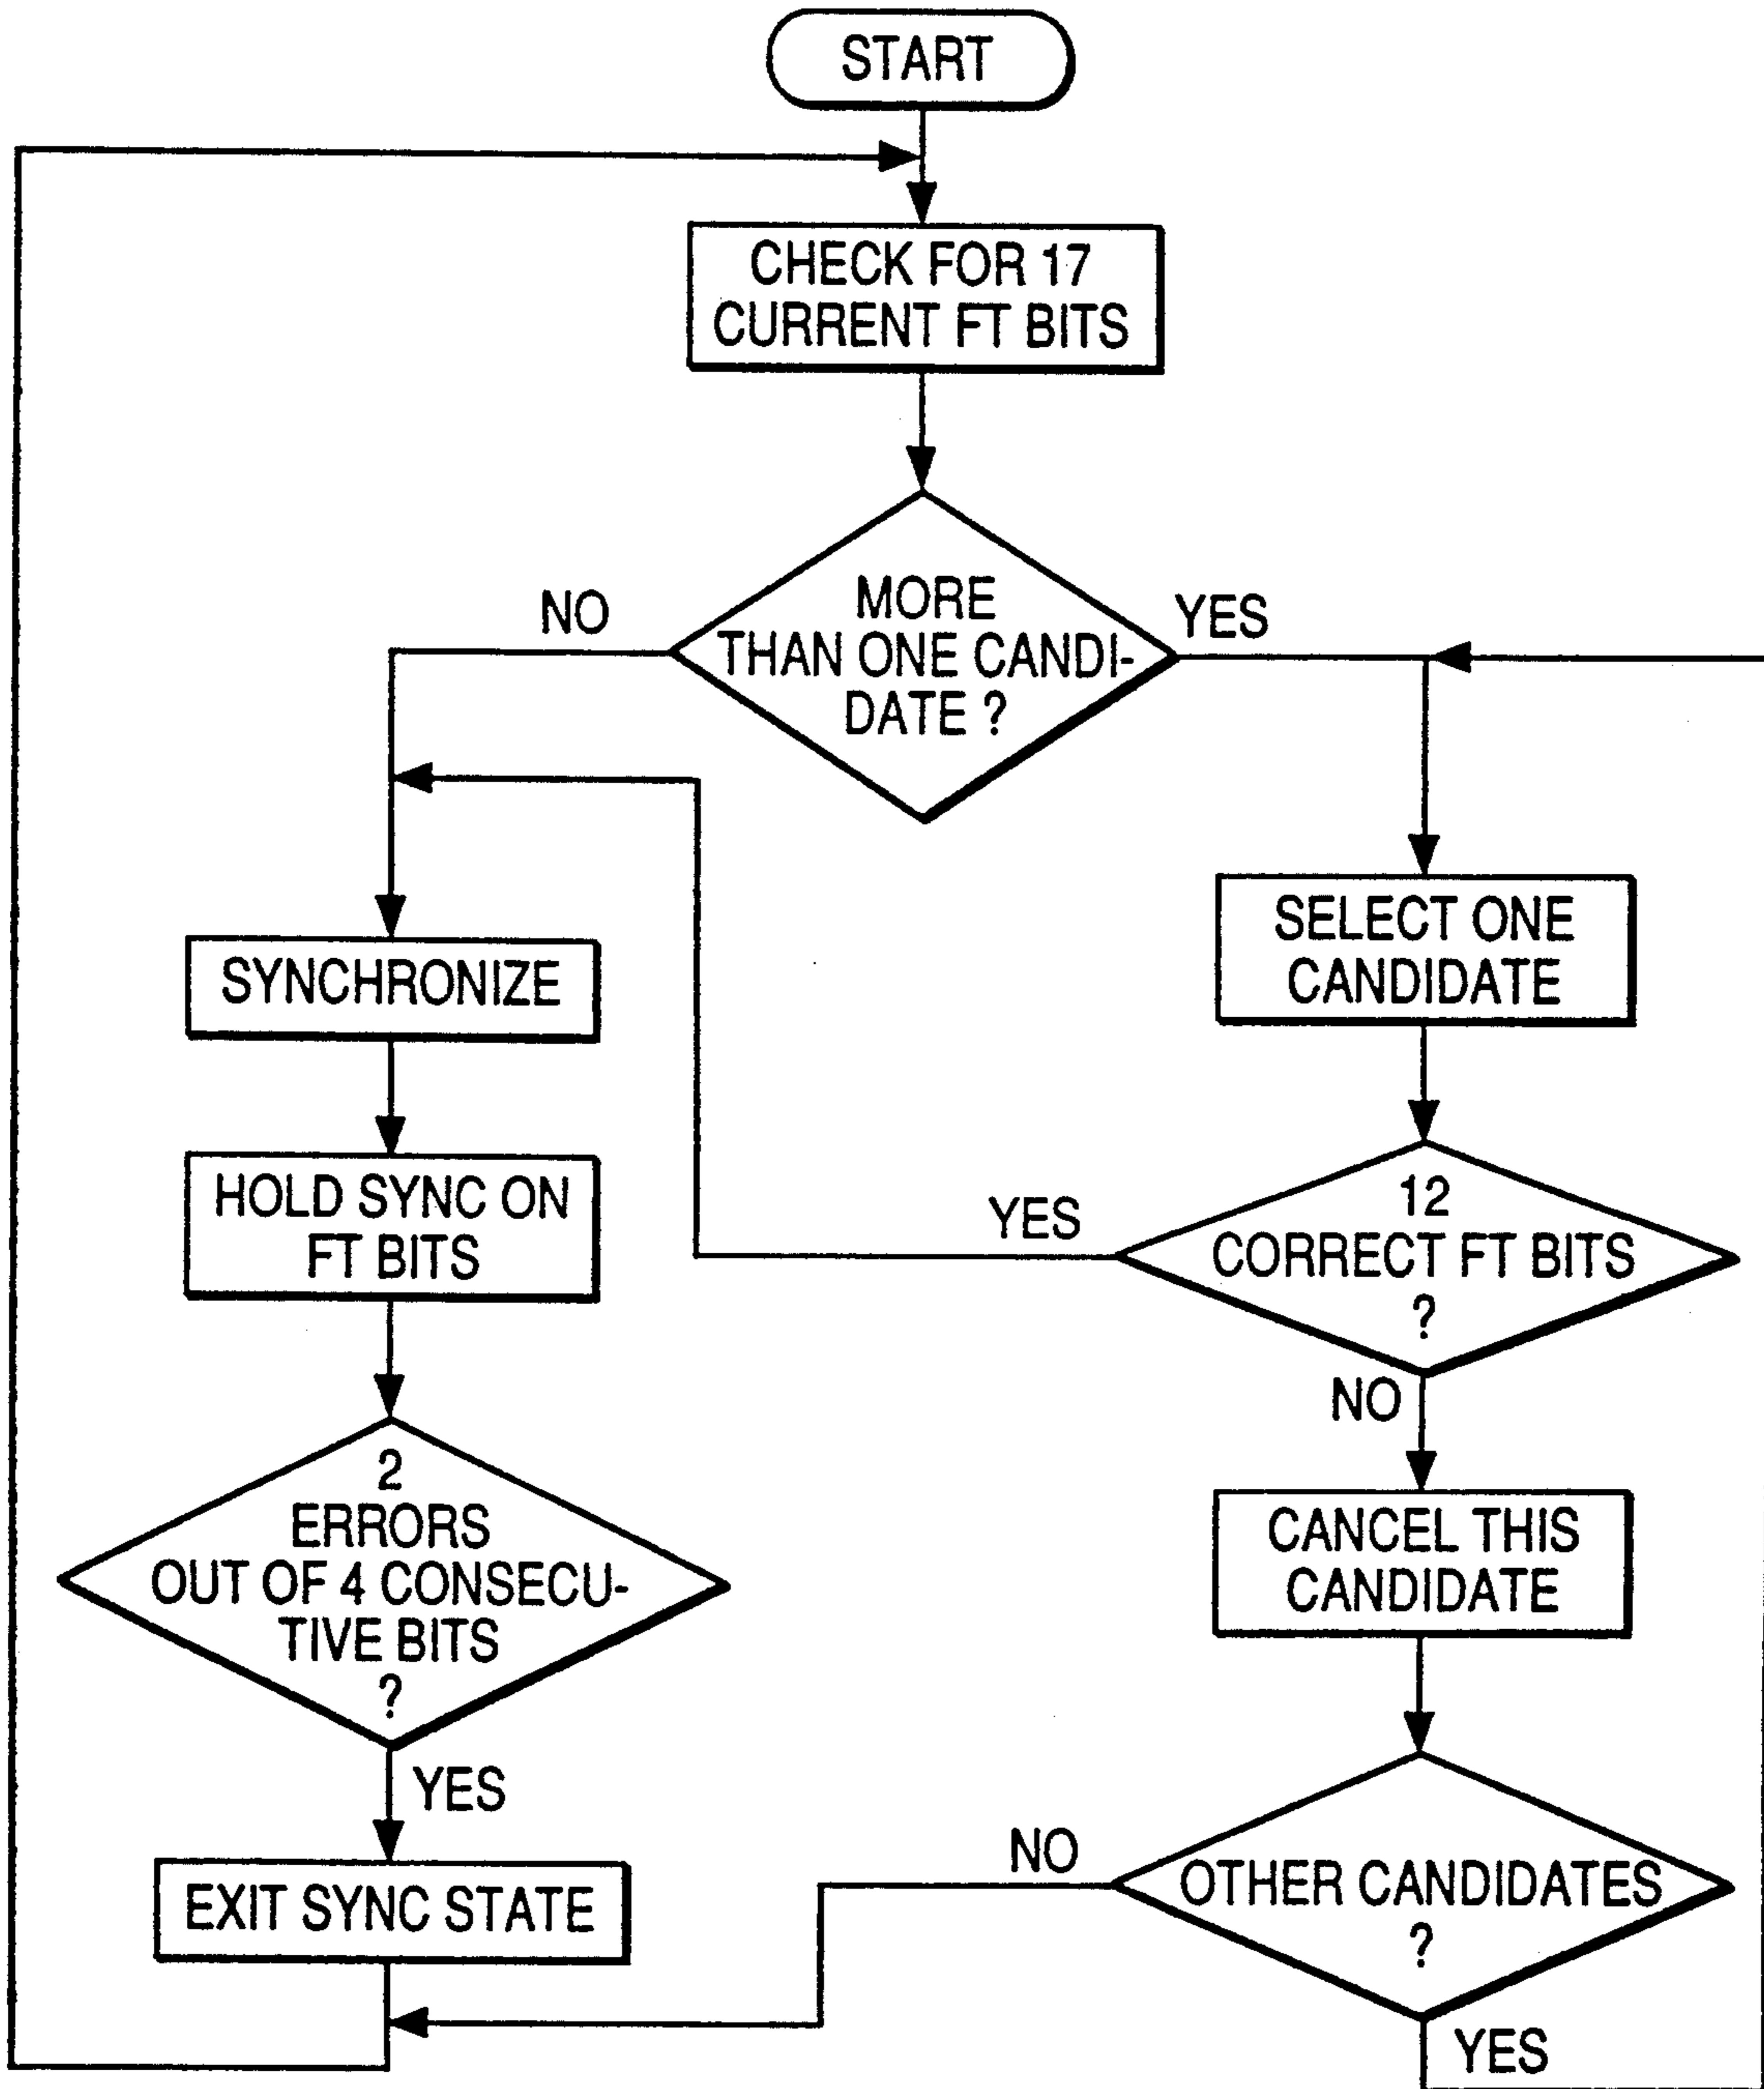 START
CHECK FOR 17
CURRENT FT BITS
MORE
THAN ONE CANDI-
DATE ?
NO
YES
SELECT ONE
CANDIDATE
SYNCHRONIZE
HOLD SYNC ON
FT BITS
12
CORRECT FT BITS
?
YES
NO
2
ERRORS
OUT OF 4 CONSECU-
TIVE BITS
?
YES
CANCEL THIS
CANDIDATE
EXIT SYNC STATE
OTHER CANDIDATES
?
NO
YES